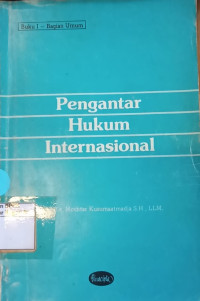 Buku I - Bagian Umum
Pengantar
Hukum
Internasional
Mochtar Kusumaatmadja S.H., LL.M.